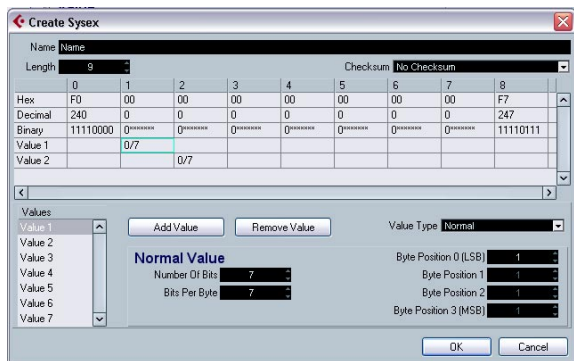 Create Sysex
Name Name
Length 9 Checksum No Checksum
0 1 2 3 4 5 6 7 8
Hex F0 00 00 00 00 00 00 00 F7
Decimal 240 0 0 0 0 0 0 0 247
Binary 11110000 0******* 0******* 0******* 0******* 0******* 0******* 0******* 11110111
Value 1 0/7
Value 2 0/7
Values
Value 1 Add Value Remove Value Value Type Normal
Value 2
Value 3 Normal Value Byte Position 0 (LSB) 1
Value 4 Number Of Bits 7 Byte Position 1 1
Value 5 Bits Per Byte 7 Byte Position 2 1
Value 6 Byte Position 3 (MSB) 1
Value 7
OK Cancel